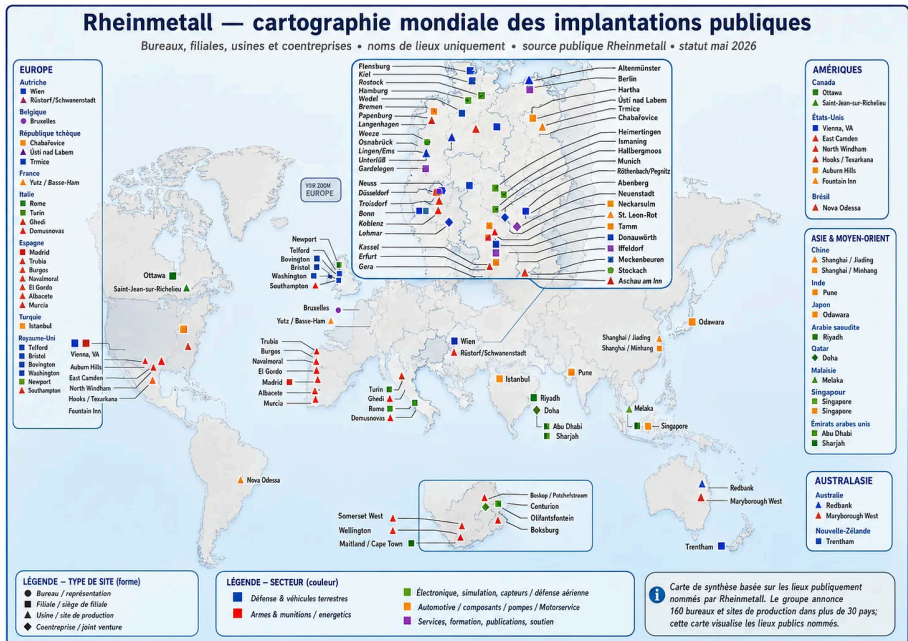 Rheinmetall — cartographie mondiale des implantations publiques
Bureaux, filiales, usines et coentreprises • noms de lieux uniquement • source publique Rheinmetall • statut mai 2026
EUROPE
Autriche
Wien
Rüstorf/Schwanenstadt
Belgique
Bruxelles
République tchèque
Chabařovice
Ústí nad Labem
Trmice
France
Yutz / Basse-Ham
Italie
Rome
Turin
Ghedi
Domusnovas
Espagne
Madrid
Trubia
Burgos
Navalmoral
El Gordo
Albacete
Murcia
Turquie
Istanbul
Royaume-Uni
Telford
Bristol
Bovington
Washington
Newport
Southampton
Flensburg
Kiel
Rostock
Hamburg
Wedel
Bremen
Papenburg
Langenhagen
Weeze
Osnabrück
Lingen/Ems
Unterlüß
Gardelegen
Neuss
Düsseldorf
Troisdorf
Bonn
Koblenz
Lohmar
Kassel
Erfurt
Gera
Altenmünster
Berlin
Hartha
Ústí nad Labem
Trmice
Chabařovice
Heimertingen
Ismaning
Hallbergmoos
Munich
Röthenbach/Pegnitz
Abenberg
Neuenstadt
Neckarsulm
St. Leon-Rot
Tamm
Donauwörth
Iffeldorf
Meckenbeuren
Stockach
Aschau am Inn
VOIR ZOOM
EUROPE
Ottawa
Saint-Jean-sur-Richelieu
Vienna, VA
Auburn Hills
East Camden
North Windham
Hooks / Texarkana
Fountain Inn
Nova Odessa
Newport
Telford
Bovington
Bristol
Washington
Southampton
Bruxelles
Yutz / Basse-Ham
Trubia
Burgos
Navalmoral
El Gordo
Madrid
Albacete
Murcia
Turin
Ghedi
Rome
Domusnovas
Wien
Rüstorf/Schwanenstadt
Istanbul
Pune
Riyadh
Doha
Abu Dhabi
Sharjah
Shanghai / Jiading
Shanghai / Minhang
Odawara
Melaka
Singapore
Redbank
Maryborough West
Trentham
Somerset West
Wellington
Maitland / Cape Town
Boskop / Potchefstroom
Centurion
Olifantsfontein
Boksburg
AMÉRIQUES
Canada
Ottawa
Saint-Jean-sur-Richelieu
États-Unis
Vienna, VA
East Camden
North Windham
Hooks / Texarkana
Auburn Hills
Fountain Inn
Brésil
Nova Odessa
ASIE & MOYEN-ORIENT
Chine
Shanghai / Jiading
Shanghai / Minhang
Inde
Pune
Japon
Odawara
Arabie saoudite
Riyadh
Qatar
Doha
Malaisie
Melaka
Singapour
Singapore
Singapore
Émirats arabes unis
Abu Dhabi
Sharjah
AUSTRALASIE
Australie
Redbank
Maryborough West
Nouvelle-Zélande
Trentham
LÉGENDE — TYPE DE SITE (forme)
Bureau / représentation
Filiale / siège de filiale
Usine / site de production
Coentreprise / joint venture
LÉGENDE — SECTEUR (couleur)
Défense & véhicules terrestres
Armes & munitions / energetics
Électronique, simulation, capteurs / défense aérienne
Automotive / composants / pompes / Motorservice
Services, formation, publications, soutien
i
Carte de synthèse basée sur les lieux publiquement
nommés par Rheinmetall. Le groupe annonce
160 bureaux et sites de production dans plus de 30 pays;
cette carte visualise les lieux publics nommés.